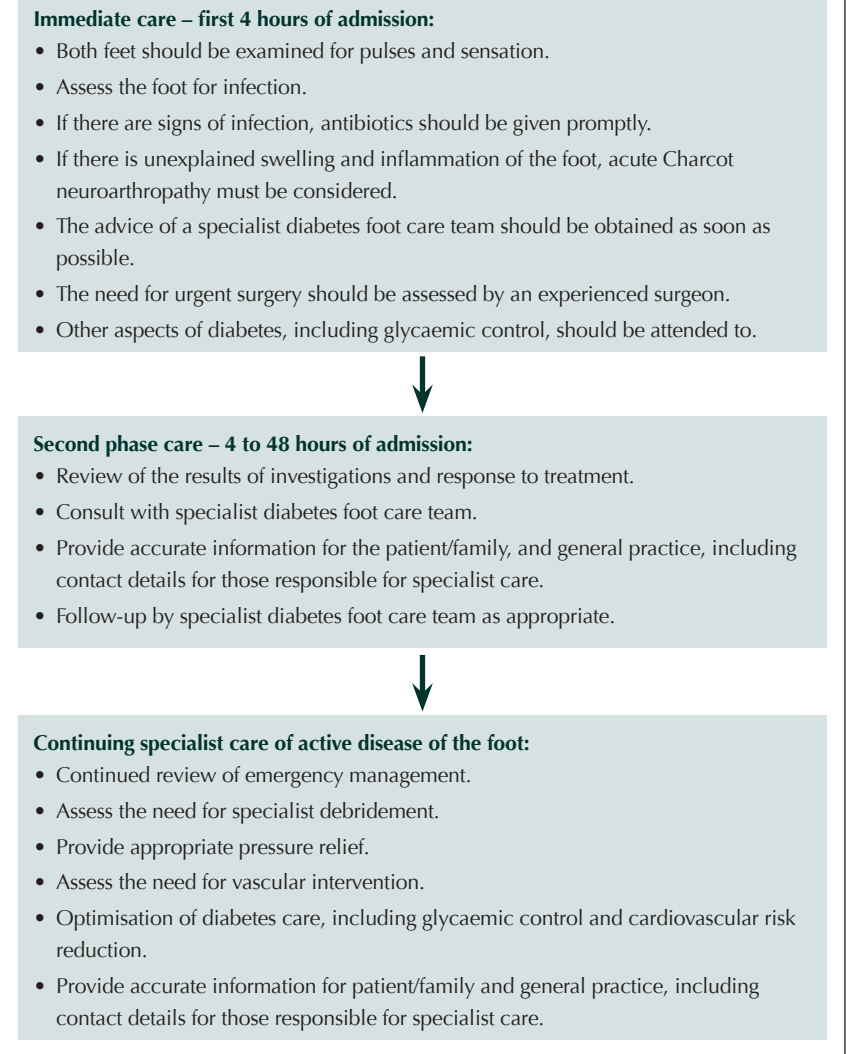 Immediate care – first 4 hours of admission:
• Both feet should be examined for pulses and sensation.
• Assess the foot for infection.
• If there are signs of infection, antibiotics should be given promptly.
• If there is unexplained swelling and inflammation of the foot, acute Charcot
neuroarthropathy must be considered.
• The advice of a specialist diabetes foot care team should be obtained as soon as
possible.
• The need for urgent surgery should be assessed by an experienced surgeon.
• Other aspects of diabetes, including glycaemic control, should be attended to.
Second phase care – 4 to 48 hours of admission:
• Review of the results of investigations and response to treatment.
• Consult with specialist diabetes foot care team.
• Provide accurate information for the patient/family, and general practice, including
contact details for those responsible for specialist care.
• Follow-up by specialist diabetes foot care team as appropriate.
Continuing specialist care of active disease of the foot:
• Continued review of emergency management.
• Assess the need for specialist debridement.
• Provide appropriate pressure relief.
• Assess the need for vascular intervention.
• Optimisation of diabetes care, including glycaemic control and cardiovascular risk
reduction.
• Provide accurate information for patient/family and general practice, including
contact details for those responsible for specialist care.